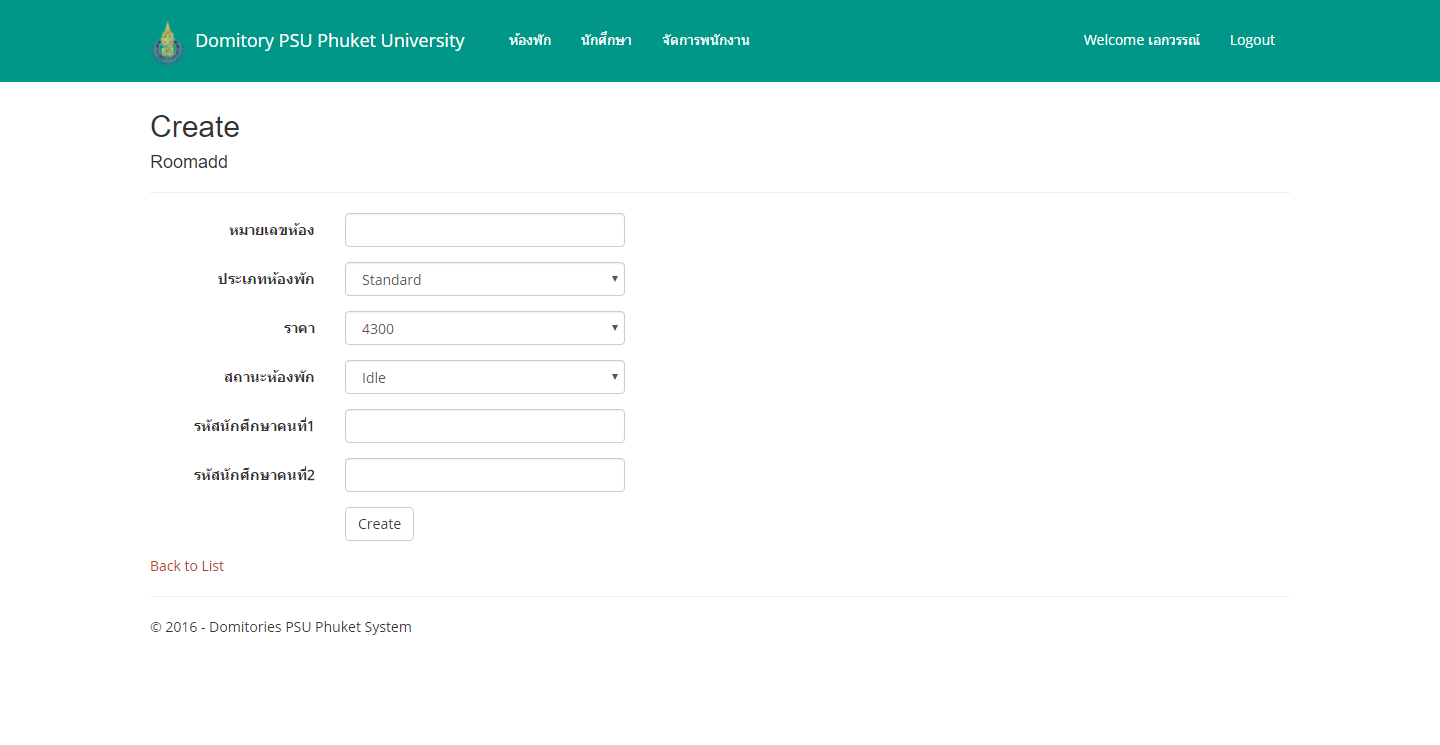 Domitory PSU Phuket University ห้องพัก นักศึกษา จัดการพนักงาน Welcome เอกวรรณ์ Logout
Create
Roomadd
หมายเลขห้อง
ประเภทห้องพัก Standard
ราคา 4300
สถานะห้องพัก Idle
รหัสนักศึกษาคนที่1
รหัสนักศึกษาคนที่2
Create
Back to List
© 2016 - Domitories PSU Phuket System